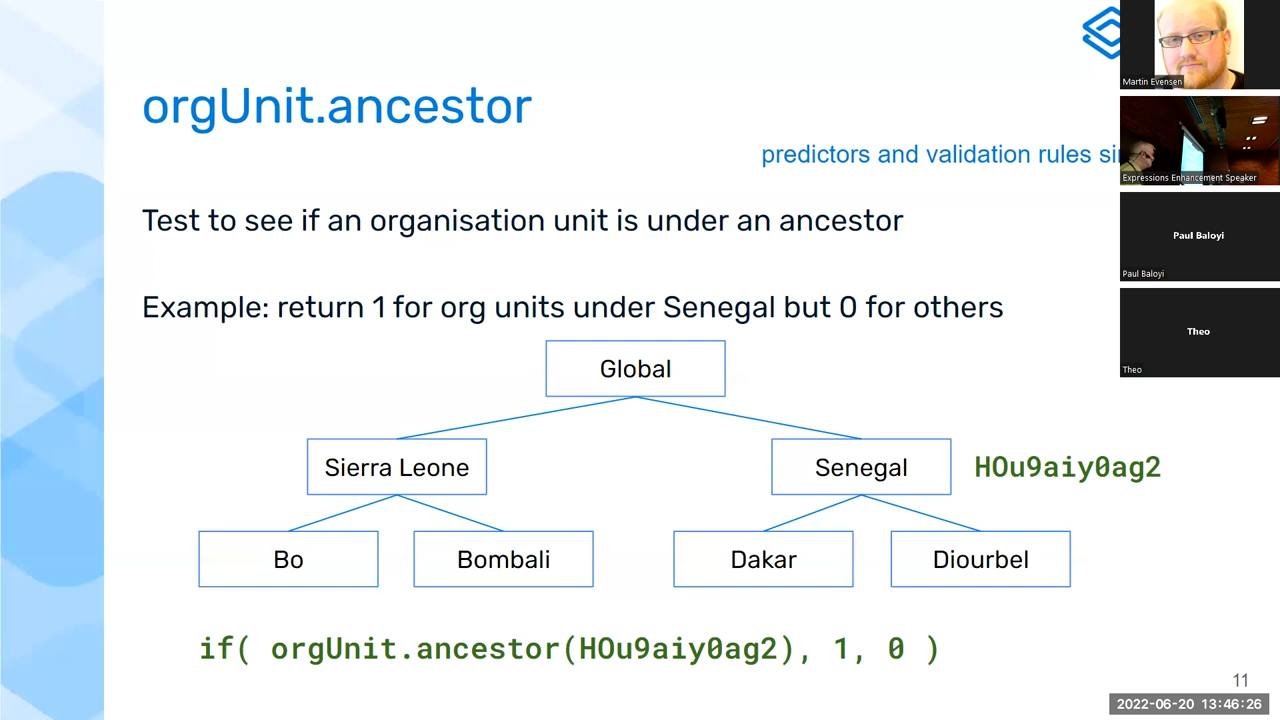 orgUnit.ancestor
predictors and validation rules
Test to see if an organisation unit is under an ancestor
Example: return 1 for org units under Senegal but 0 for others
Global
Sierra Leone
Senegal
HOu9aiy0ag2
Bo
Bombali
Dakar
Diourbel
if( orgUnit.ancestor(HOu9aiy0ag2), 1, 0 )
11
2022-06-20 13:46:26
Martin Evensen
Expressions Enhancement Speaker
Paul Baloyi
Paul Baloyi
Theo
Theo